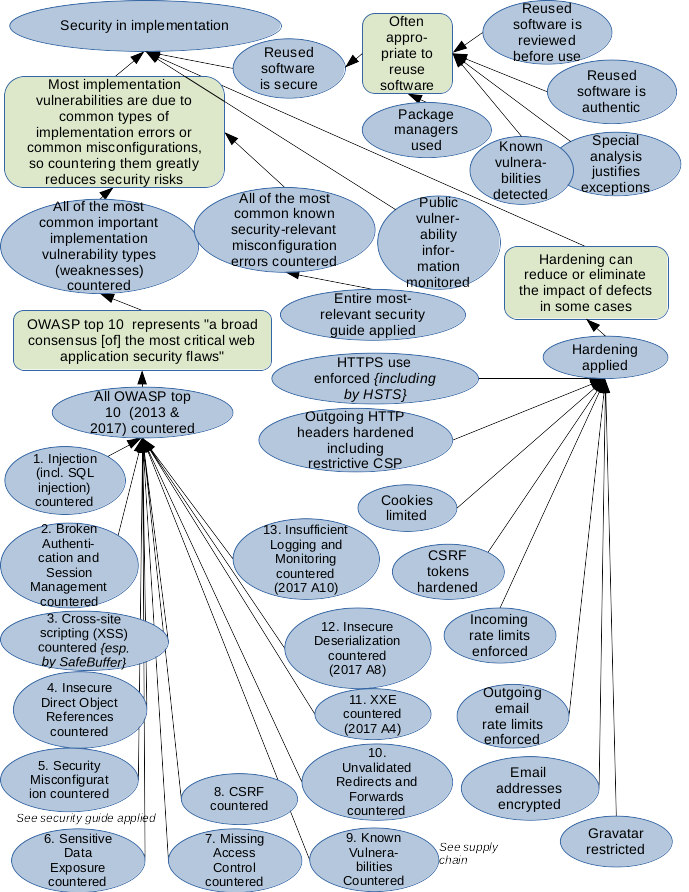 Security in implementation
Reused
software
is secure
Often
appro-
priate to
reuse
software
Reused
software is
reviewed
before use
Reused
software is
authentic
Package
managers
used
Known
vulnera-
bilities
detected
Special
analysis
justifies
exceptions
Most implementation
vulnerabilities are due to
common types of
implementation errors or
common misconfigurations,
so countering them greatly
reduces security risks
All of the most
common important
implementation
vulnerability types
(weaknesses)
countered
All of the most
common known
security-relevant
misconfiguration
errors countered
Public
vulner-
ability
infor-
mation
monitored
Hardening can
reduce or eliminate
the impact of defects
in some cases
Entire most-
relevant security
guide applied
OWASP top 10 represents "a broad
consensus [of] the most critical web
application security flaws"
Hardening
applied
All OWASP top
10 (2013 &
2017) countered
HTTPS use
enforced {including
by HSTS}
Outgoing HTTP
headers hardened
including
restrictive CSP
Cookies
limited
CSRF
tokens
hardened
Incoming
rate limits
enforced
Outgoing
email
rate limits
enforced
Email
addresses
encrypted
Gravatar
restricted
1. Injection
(incl. SQL
injection)
countered
2. Broken
Authenti-
cation and
Session
Management
countered
3. Cross-site
scripting (XSS)
countered {esp.
by SafeBuffer}
4. Insecure
Direct Object
References
countered
5. Security
Misconfigurat
ion countered
See security guide applied
6. Sensitive
Data
Exposure
countered
7. Missing
Access
Control
countered
8. CSRF
countered
9. Known
Vulnera-
bilities
Countered
See supply
chain
10.
Unvalidated
Redirects and
Forwards
countered
11. XXE
countered
(2017 A4)
12. Insecure
Deserialization
countered
(2017 A8)
13. Insufficient
Logging and
Monitoring
countered
(2017 A10)